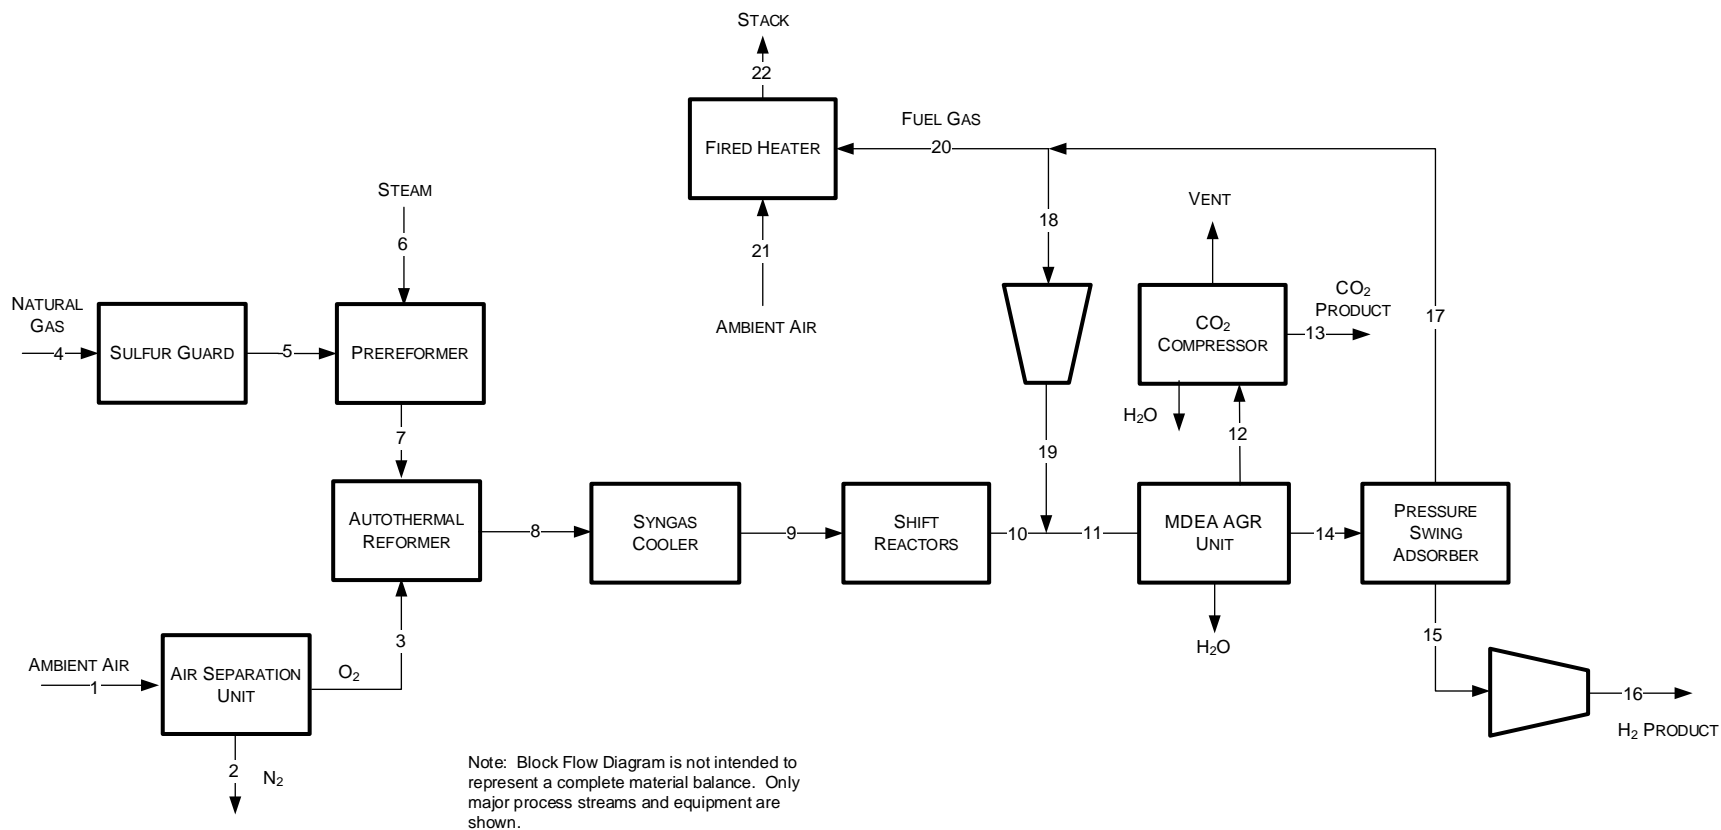 STACK
22
FIRED HEATER
FUEL GAS
20
STEAM
6
21
AMBIENT AIR
18
VENT
CO₂
PRODUCT
13
17
NATURAL
GAS
4
SULFUR GUARD
5
PREREFORMER
CO₂
COMPRESSOR
H₂O
12
7
19
AUTOTHERMAL
REFORMER
8
SYNGAS
COOLER
9
SHIFT
REACTORS
10
11
MDEA AGR
UNIT
14
PRESSURE
SWING
ADSORBER
3
H₂O
15
AMBIENT AIR
1
AIR SEPARATION
UNIT
O₂
2
N₂
16
H₂ PRODUCT
Note: Block Flow Diagram is not intended to
represent a complete material balance. Only
major process streams and equipment are
shown.